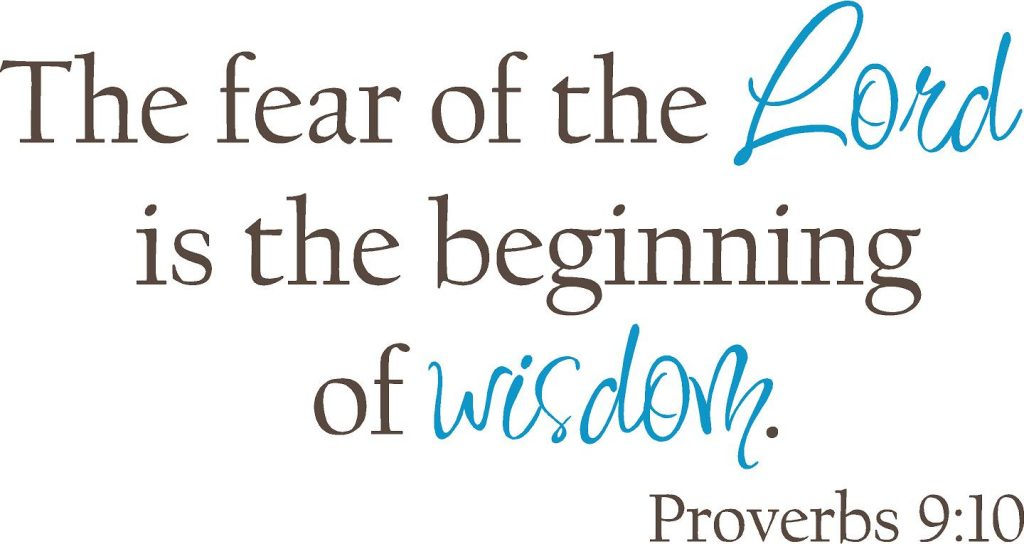 The fear of the Lord
is the beginning
of wisdom.
Proverbs 9:10